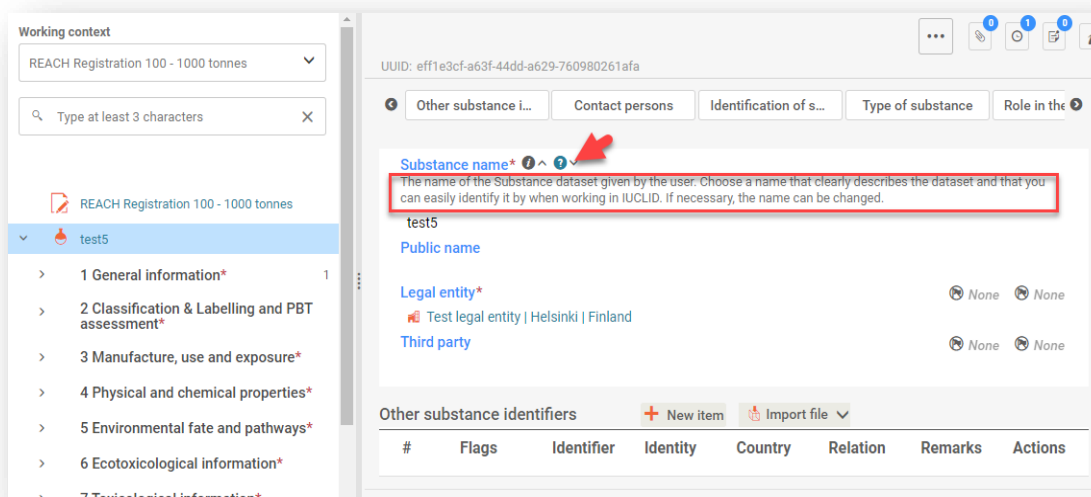 Working context
REACH Registration 100 - 1000 tonnes
Type at least 3 characters
REACH Registration 100 - 1000 tonnes
test5
1 General information* 1
2 Classification & Labelling and PBT
assessment*
3 Manufacture, use and exposure*
4 Physical and chemical properties*
5 Environmental fate and pathways*
6 Ecotoxicological information*
7 Toxicological information*
0 1 0
UUID: eff1e3cf-a63f-44dd-a629-760980261afa
Other substance i... Contact persons Identification of s... Type of substance Role in the
Substance name*
The name of the Substance dataset given by the user. Choose a name that clearly describes the dataset and that you
can easily identify it by when working in IUCLID. If necessary, the name can be changed.
test5
Public name
Legal entity* None None
Test legal entity | Helsinki | Finland
Third party None None
Other substance identifiers New item Import file
# Flags Identifier Identity Country Relation Remarks Actions